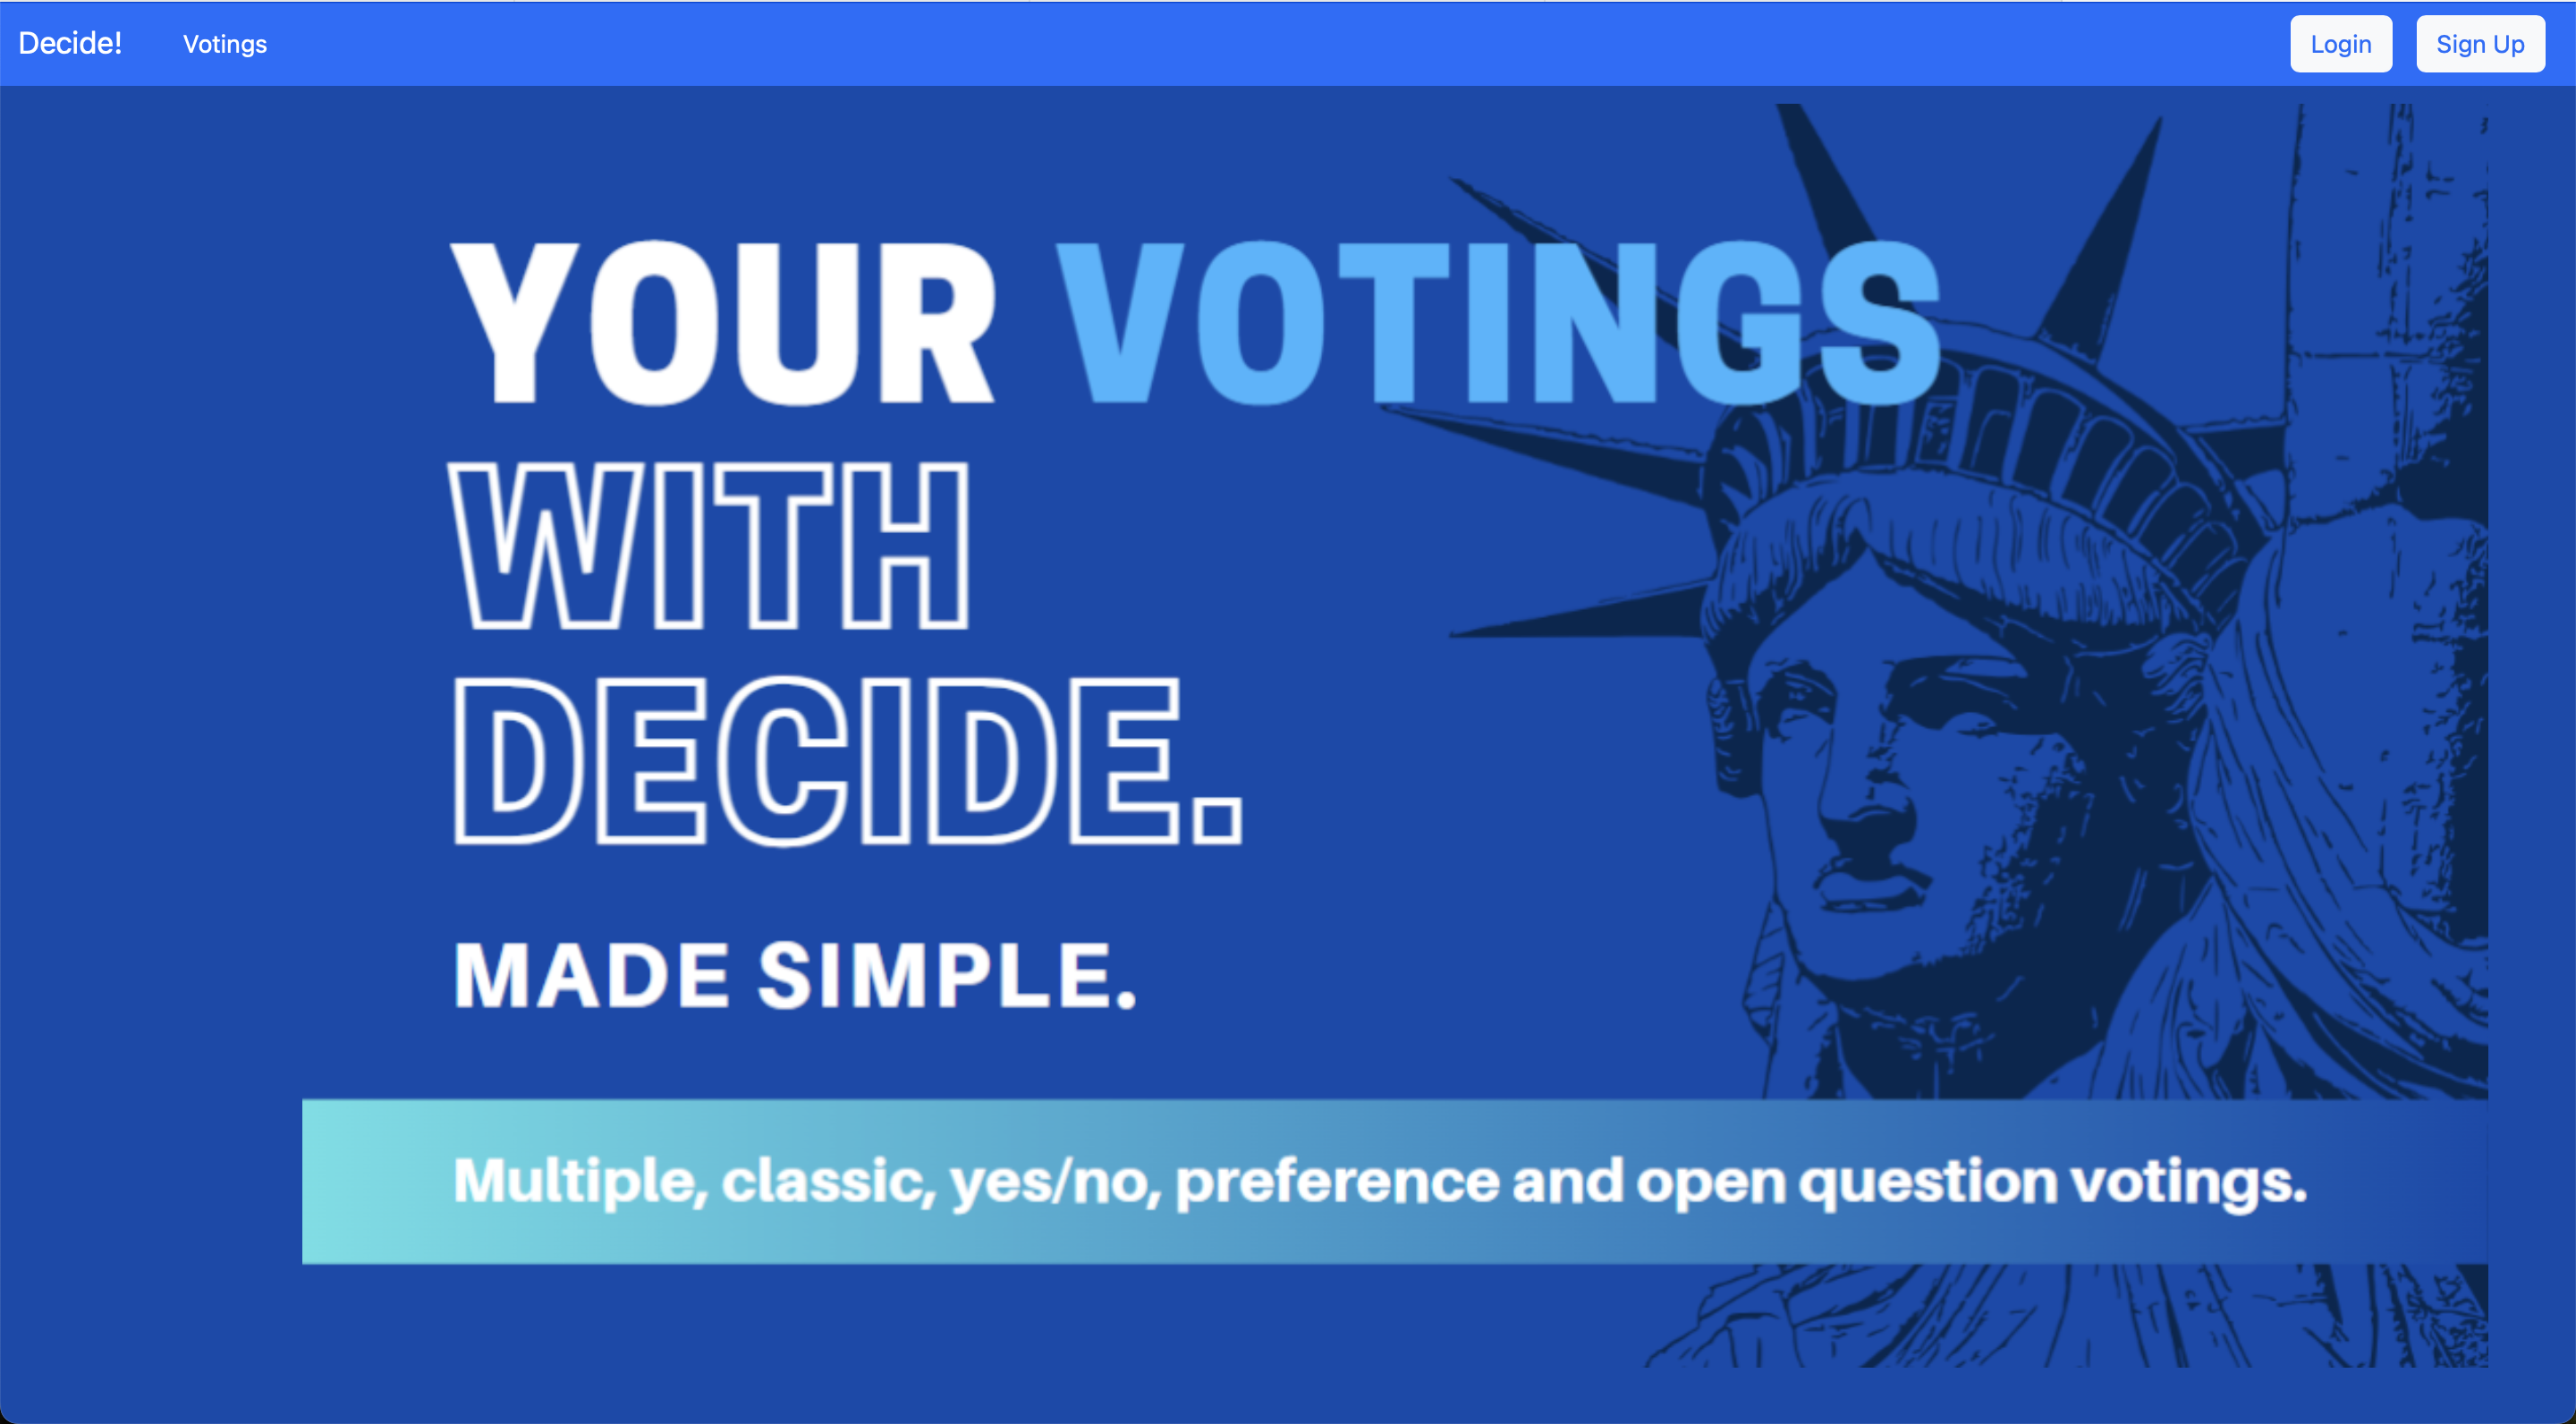 Decide! Votings Login Sign Up
YOUR VOTINGS
WITH
DECIDE.
MADE SIMPLE.
Multiple, classic, yes/no, preference and open question votings.